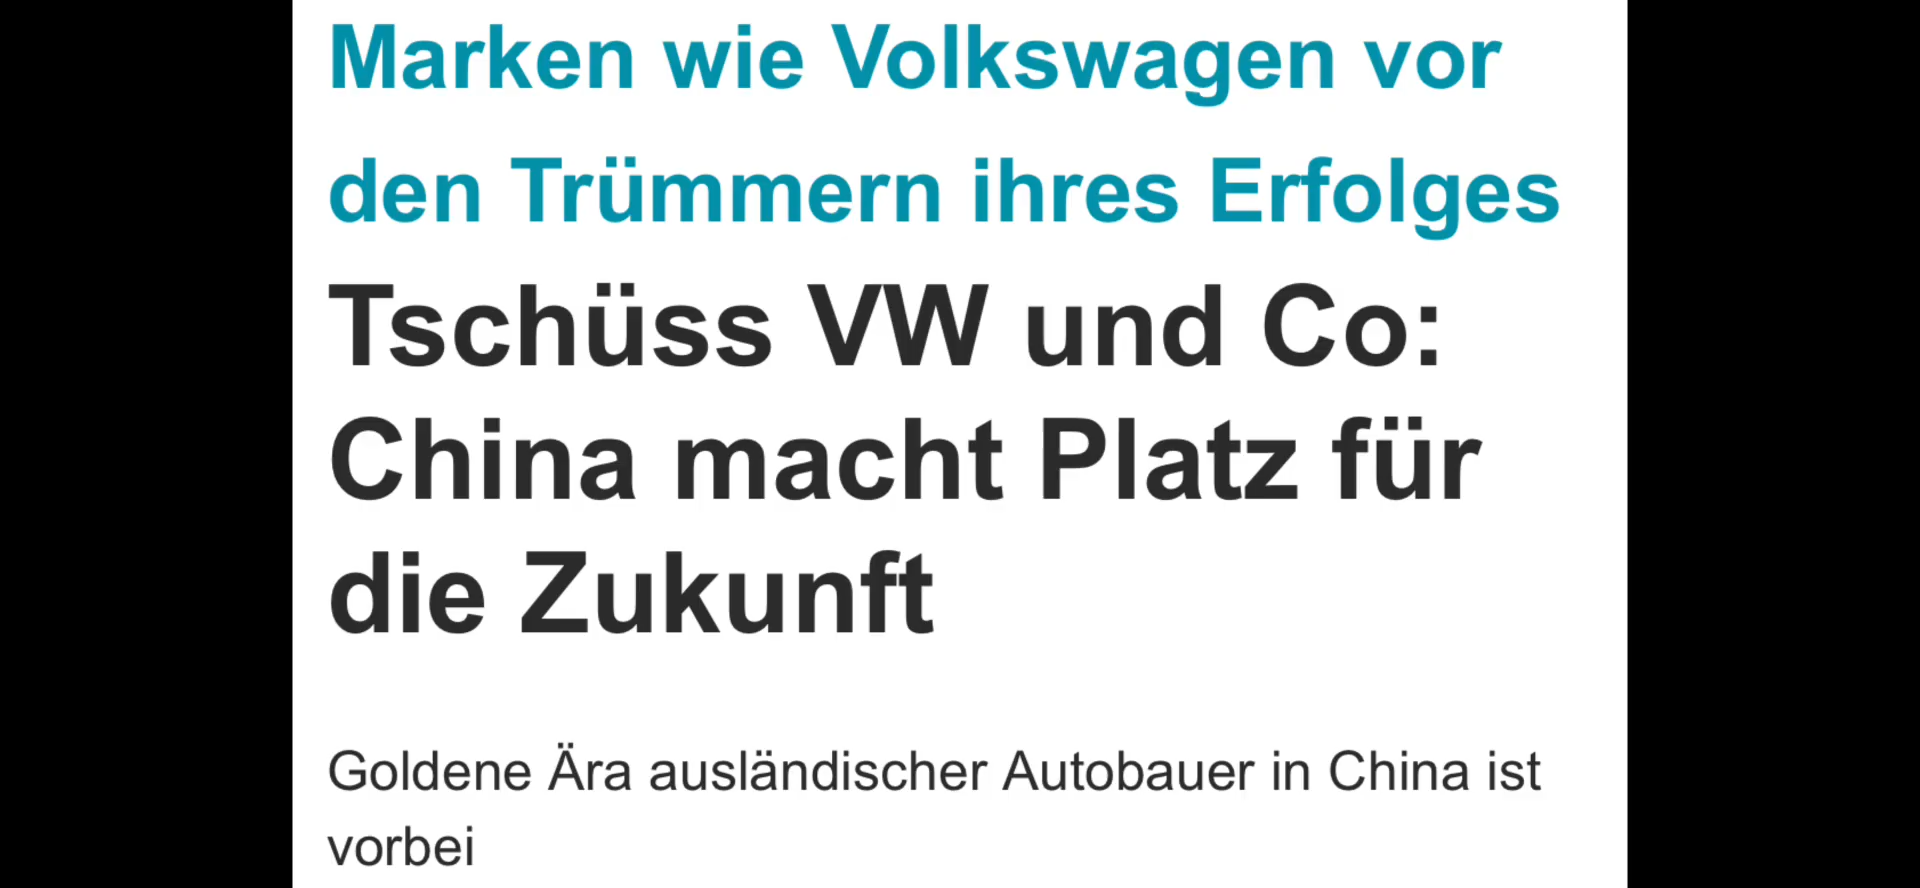 Marken wie Volkswagen vor
den Trümmern ihres Erfolges
Tschüss VW und Co:
China macht Platz für
die Zukunft
Goldene Ära ausländischer Autobauer in China ist
vorbei